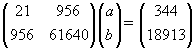 ( 21 956 ) ( a ) = ( 344 )
( 956 61640 ) ( b ) ( 18913 )